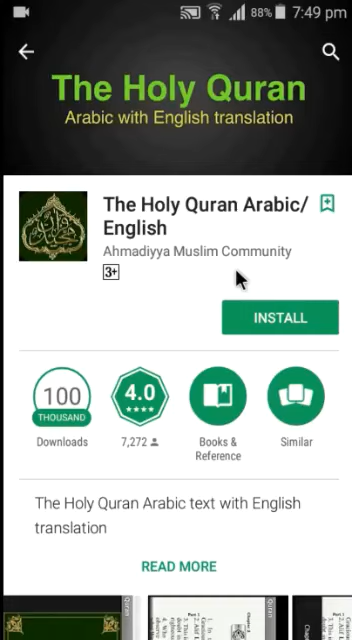 88% 7:49 pm
The Holy Quran
Arabic with English translation
The Holy Quran Arabic/
English
Ahmadiyya Muslim Community
3+
INSTALL
100
THOUSAND
Downloads
4.0
7,272
Books &
Reference
Similar
The Holy Quran Arabic text with English
translation
READ MORE
Quran
Quran